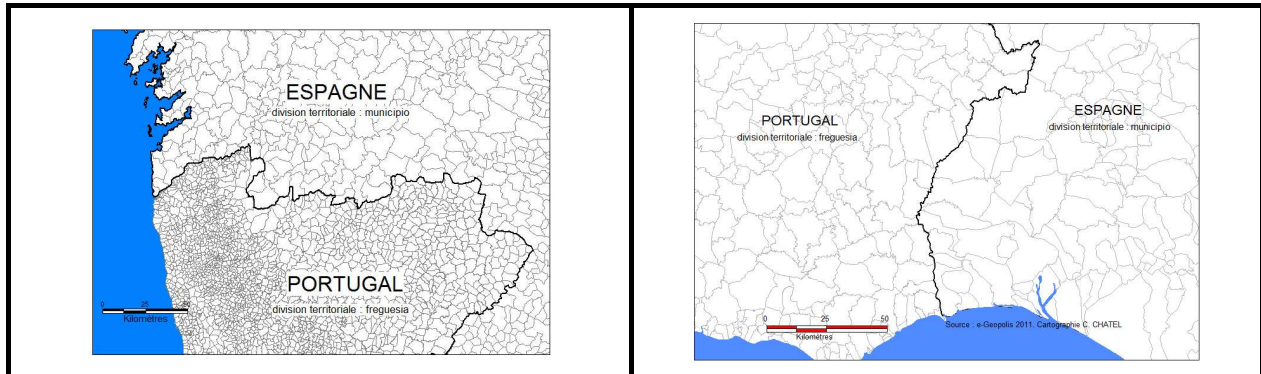 ESPAGNE
division territoriale : municipio
PORTUGAL
division territoriale : freguesia
0 25 50
Kilomètres
PORTUGAL
division territoriale : freguesia
ESPAGNE
division territoriale : municipio
0 50
Kilomètres
Source : e-Geopolis 2011. Cartographie C. CHATEL